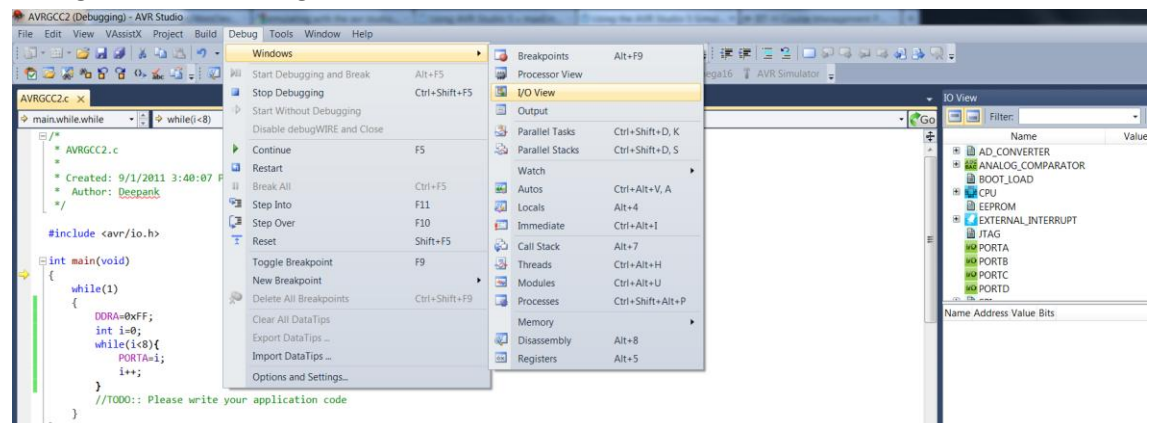 AVRGCC2 (Debugging) - AVR Studio
File Edit View VAssistX Project Build Debug Tools Window Help
Windows
Start Debugging and Break Alt+F5
Stop Debugging Ctrl+Shift+F5
Start Without Debugging
Disable debugWIRE and Close
Continue F5
Restart
Break All Ctrl+F5
Step Into F11
Step Over F10
Reset Shift+F5
Toggle Breakpoint F9
New Breakpoint
Delete All Breakpoints Ctrl+Shift+F9
Clear All DataTips
Export DataTips ...
Import DataTips ...
Options and Settings...
Breakpoints Alt+F9
Processor View
I/O View
Output
Parallel Tasks Ctrl+Shift+D, K
Parallel Stacks Ctrl+Shift+D, S
Watch
Autos Ctrl+Alt+V, A
Locals Alt+4
Immediate Ctrl+Alt+I
Call Stack Alt+7
Threads Ctrl+Alt+H
Modules Ctrl+Alt+U
Processes Ctrl+Shift+Alt+P
Memory
Disassembly Alt+8
Registers Alt+5
ega16 AVR Simulator
AVRGCC2.c
main.while.while while(i<8) Go
/*
* AVRGCC2.c
*
* Created: 9/1/2011 3:40:07 P
* Author: Deepank
*/
#include <avr/io.h>
int main(void)
{
while(1)
{
DDRA=0xFF;
int i=0;
while(i<8){
PORTA=i;
i++;
}
//TODO:: Please write your application code
}
IO View
Filter:
Name Value
AD_CONVERTER
ANALOG_COMPARATOR
BOOT_LOAD
CPU
EEPROM
EXTERNAL_INTERRUPT
JTAG
PORTA
PORTB
PORTC
PORTD
Name Address Value Bits